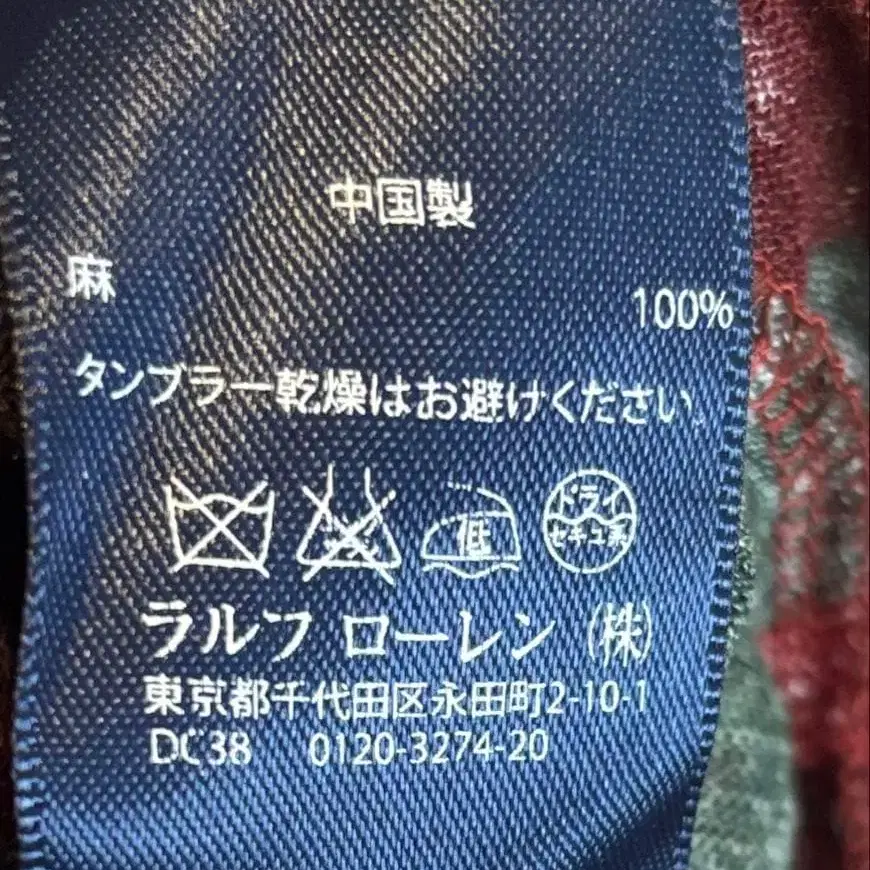 中国製
麻 100%
タンブラー乾燥はお避けください。
低 ドライ
セキユ系
ラルフ ローレン (株)
東京都千代田区永田町2-10-1
DC38 0120-3274-20